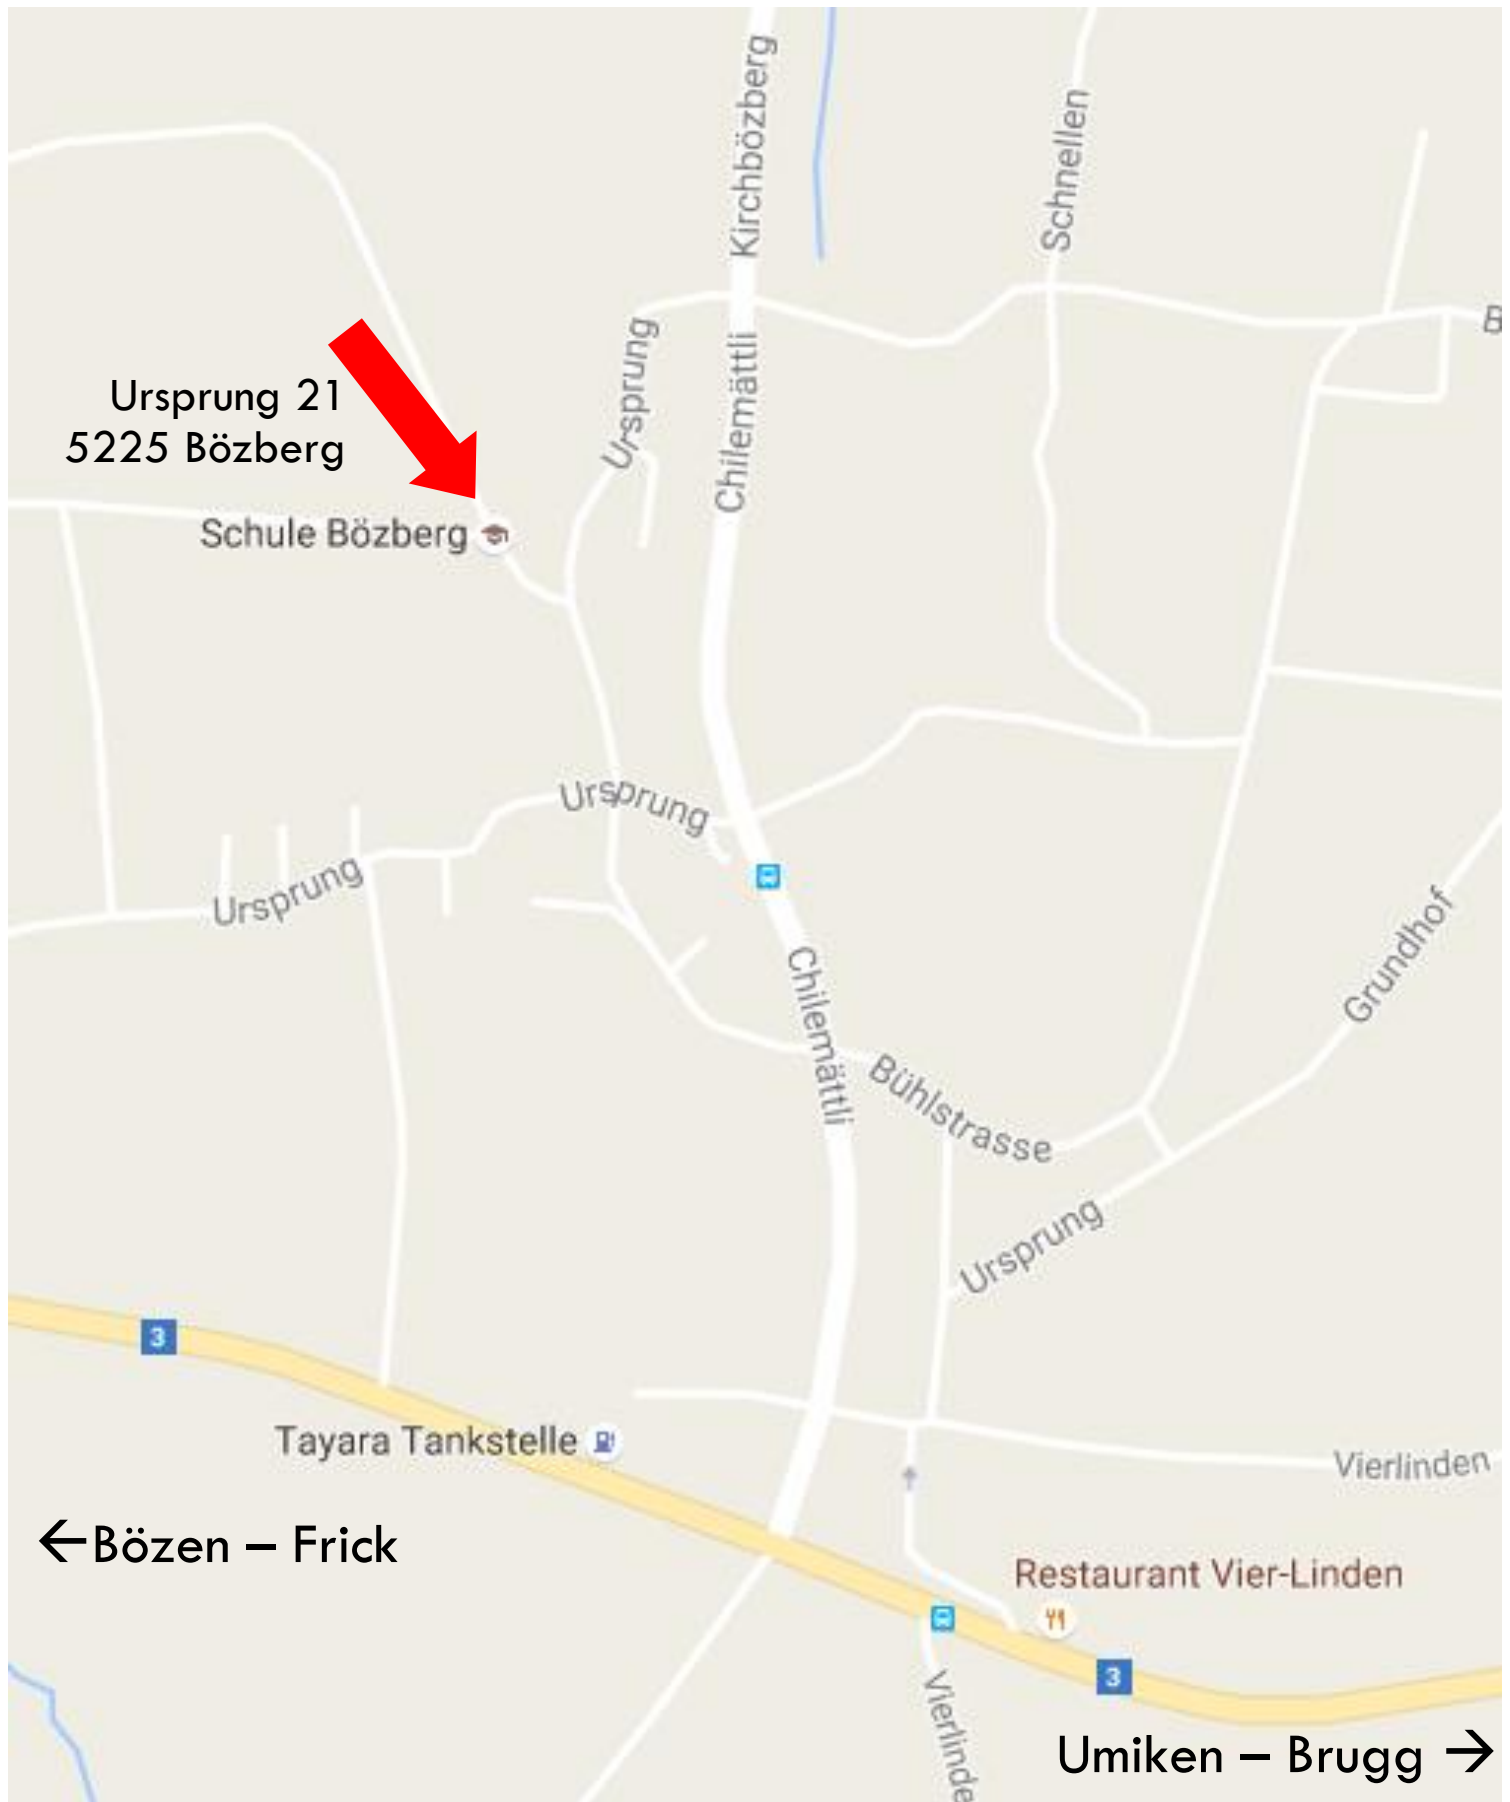 Kirchbözberg
Schnellen
B
Ursprung
Chilemättli
Ursprung 21
5225 Bözberg
Schule Bözberg
Ursprung
Ursprung
Grundhof
Chilemättli
Bühlstrasse
Ursprung
3
Tayara Tankstelle
Vierlinden
←Bözen – Frick
Restaurant Vier-Linden
3
Vierlinde
Umiken – Brugg →